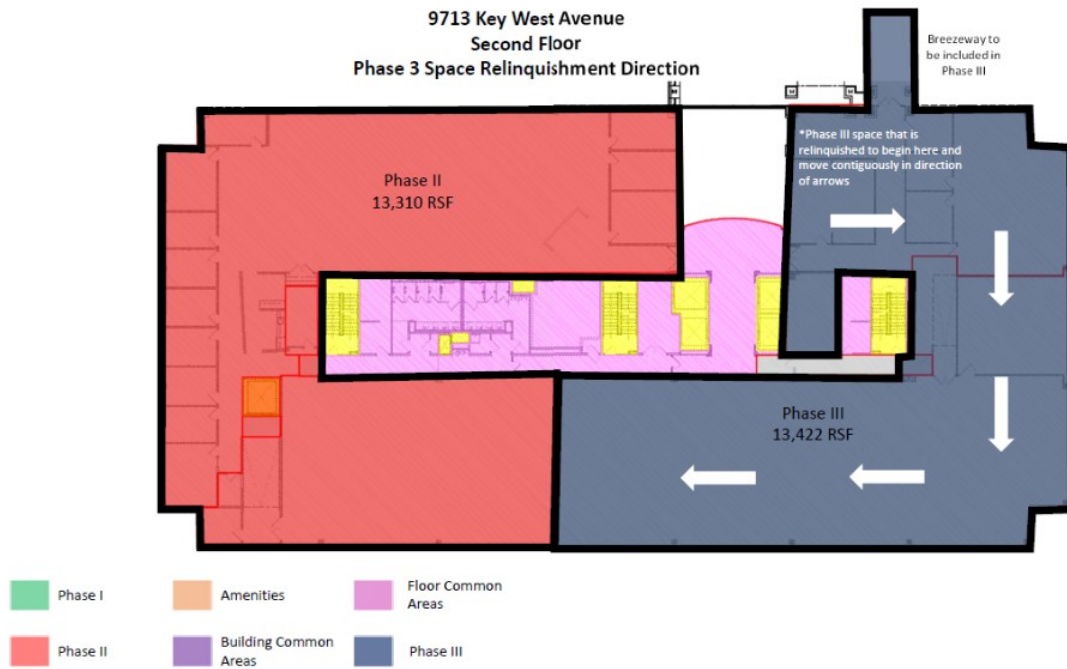 9713 Key West Avenue
Second Floor
Phase 3 Space Relinquishment Direction
Breezeway to
be included in
Phase III
*Phase III space that is
relinquished to begin here and
move contiguously in direction
of arrows
Phase II
13,310 RSF
Phase III
13,422 RSF
Phase I
Amenities
Floor Common
Areas
Phase II
Building Common
Areas
Phase III